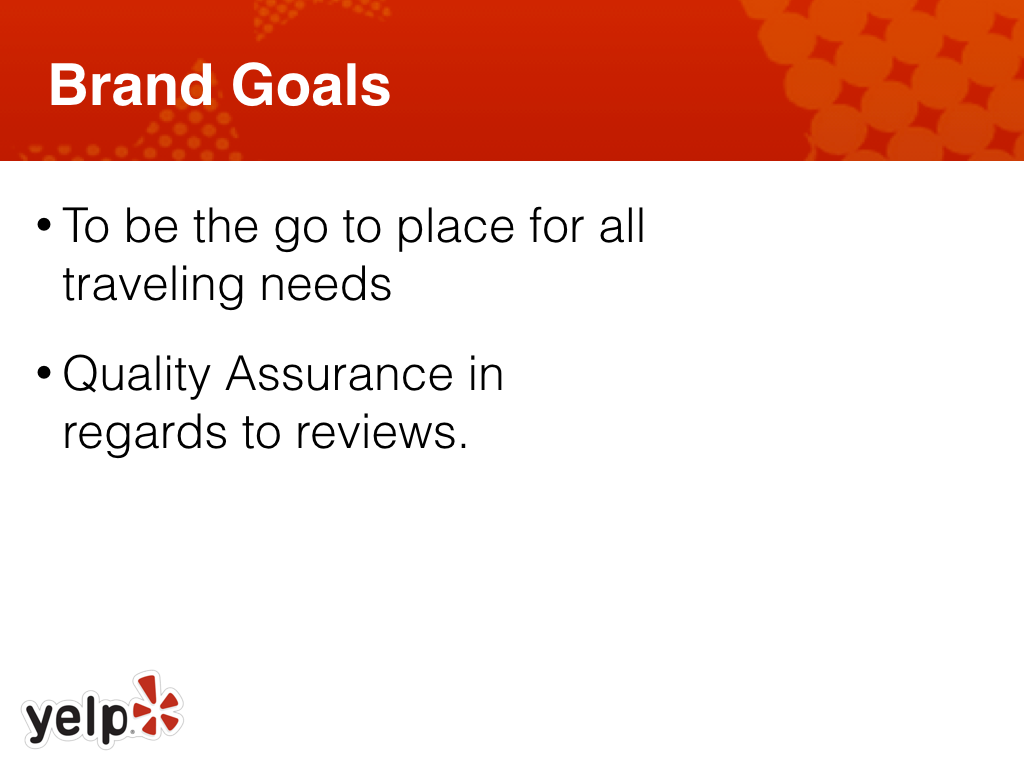 Brand Goals
• To be the go to place for all
traveling needs
• Quality Assurance in
regards to reviews.
yelp